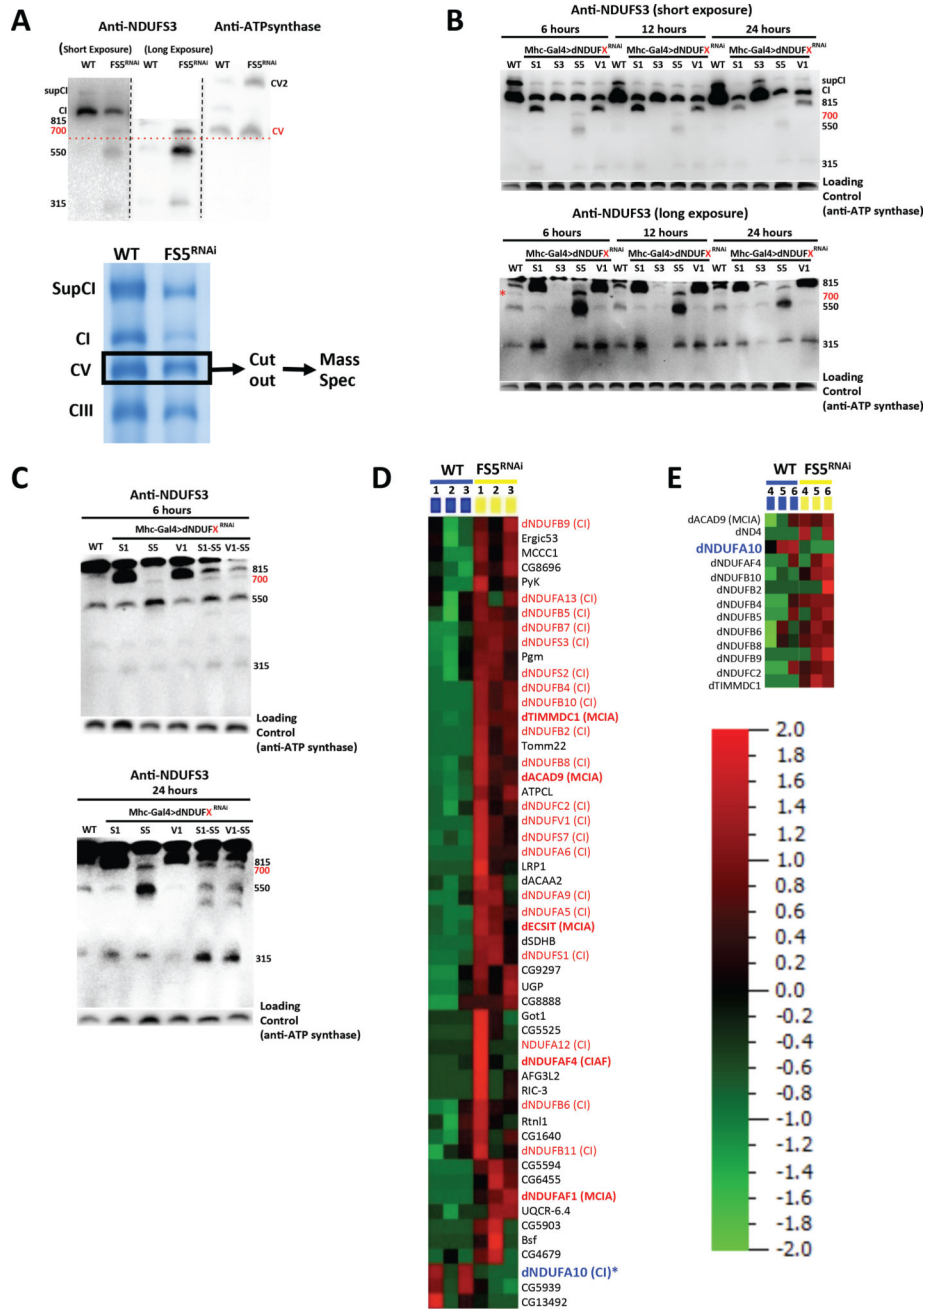 A
Anti-NDUFS3
Anti-ATPsynthase
(Short Exposure)
(Long Exposure)
WT FS5RNAi WT FS5RNAi WT FS5RNAi
CV2
supCI
CI
815
700
CV
550
315
WT FS5RNAi
SupCI
CI
CV
Cut out
Mass Spec
CIII
B
Anti-NDUFS3 (short exposure)
6 hours 12 hours 24 hours
Mhc-Gal4>dNDUFXRNAi Mhc-Gal4>dNDUFXRNAi Mhc-Gal4>dNDUFXRNAi
WT S1 S3 S5 V1 WT S1 S3 S5 V1 WT S1 S3 S5 V1
supCI
CI
815
700
550
315
Loading
Control
(anti-ATP synthase)
Anti-NDUFS3 (long exposure)
6 hours 12 hours 24 hours
Mhc-Gal4>dNDUFXRNAi Mhc-Gal4>dNDUFXRNAi Mhc-Gal4>dNDUFXRNAi
WT S1 S3 S5 V1 WT S1 S3 S5 V1 WT S1 S3 S5 V1
815
*
700
550
315
Loading
Control
(anti-ATP synthase)
C
Anti-NDUFS3
6 hours
Mhc-Gal4>dNDUFXRNAi
WT S1 S5 V1 S1-S5 V1-S5
815
700
550
315
Loading
Control
(anti-ATP synthase)
Anti-NDUFS3
24 hours
Mhc-Gal4>dNDUFXRNAi
WT S1 S5 V1 S1-S5 V1-S5
815
700
550
315
Loading
Control
(anti-ATP synthase)
D
WT FS5RNAi
1 2 3 1 2 3
dNDUFB9 (CI)
Ergic53
MCCC1
CG8696
PyK
dNDUFA13 (CI)
dNDUFB5 (CI)
dNDUFB7 (CI)
dNDUFS3 (CI)
Pgm
dNDUFS2 (CI)
dNDUFB4 (CI)
dNDUFB10 (CI)
dTIMMDC1 (MCIA)
dNDUFB2 (CI)
Tomm22
dNDUFB8 (CI)
dACAD9 (MCIA)
ATPCL
dNDUFC2 (CI)
dNDUFV1 (CI)
dNDUFS7 (CI)
dNDUFA6 (CI)
LRP1
dACAA2
dNDUFA9 (CI)
dNDUFA5 (CI)
dECSIT (MCIA)
dSDHB
dNDUFS1 (CI)
CG9297
UGP
CG8888
Got1
CG5525
NDUFA12 (CI)
dNDUFAF4 (CIAF)
AFG3L2
RIC-3
dNDUFB6 (CI)
Rtnl1
CG1640
dNDUFB11 (CI)
CG5594
CG6455
dNDUFAF1 (MCIA)
UQCR-6.4
CG5903
Bsf
CG4679
dNDUFA10 (CI)*
CG5939
CG13492
E
WT FS5RNAi
4 5 6 4 5 6
dACAD9 (MCIA)
dND4
dNDUFA10
dNDUFAF4
dNDUFB10
dNDUFB2
dNDUFB4
dNDUFB5
dNDUFB6
dNDUFB8
dNDUFB9
dNDUFC2
dTIMMDC1
2.0
1.8
1.6
1.4
1.2
1.0
0.8
0.6
0.4
0.2
0.0
-0.2
-0.4
-0.6
-0.8
-1.0
-1.2
-1.4
-1.6
-1.8
-2.0